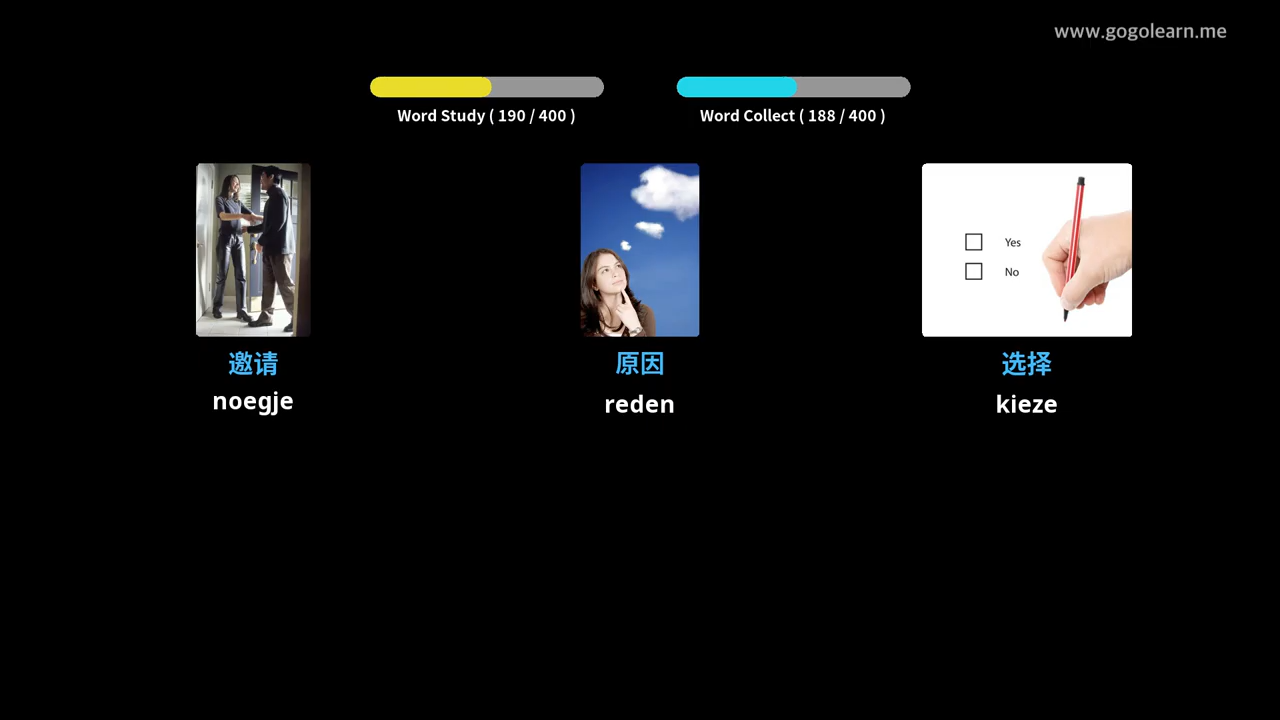 www.gogolearn.me
Word Study ( 190 / 400 )
Word Collect ( 188 / 400 )
Yes
No
邀请
原因
选择
noegje
reden
kieze